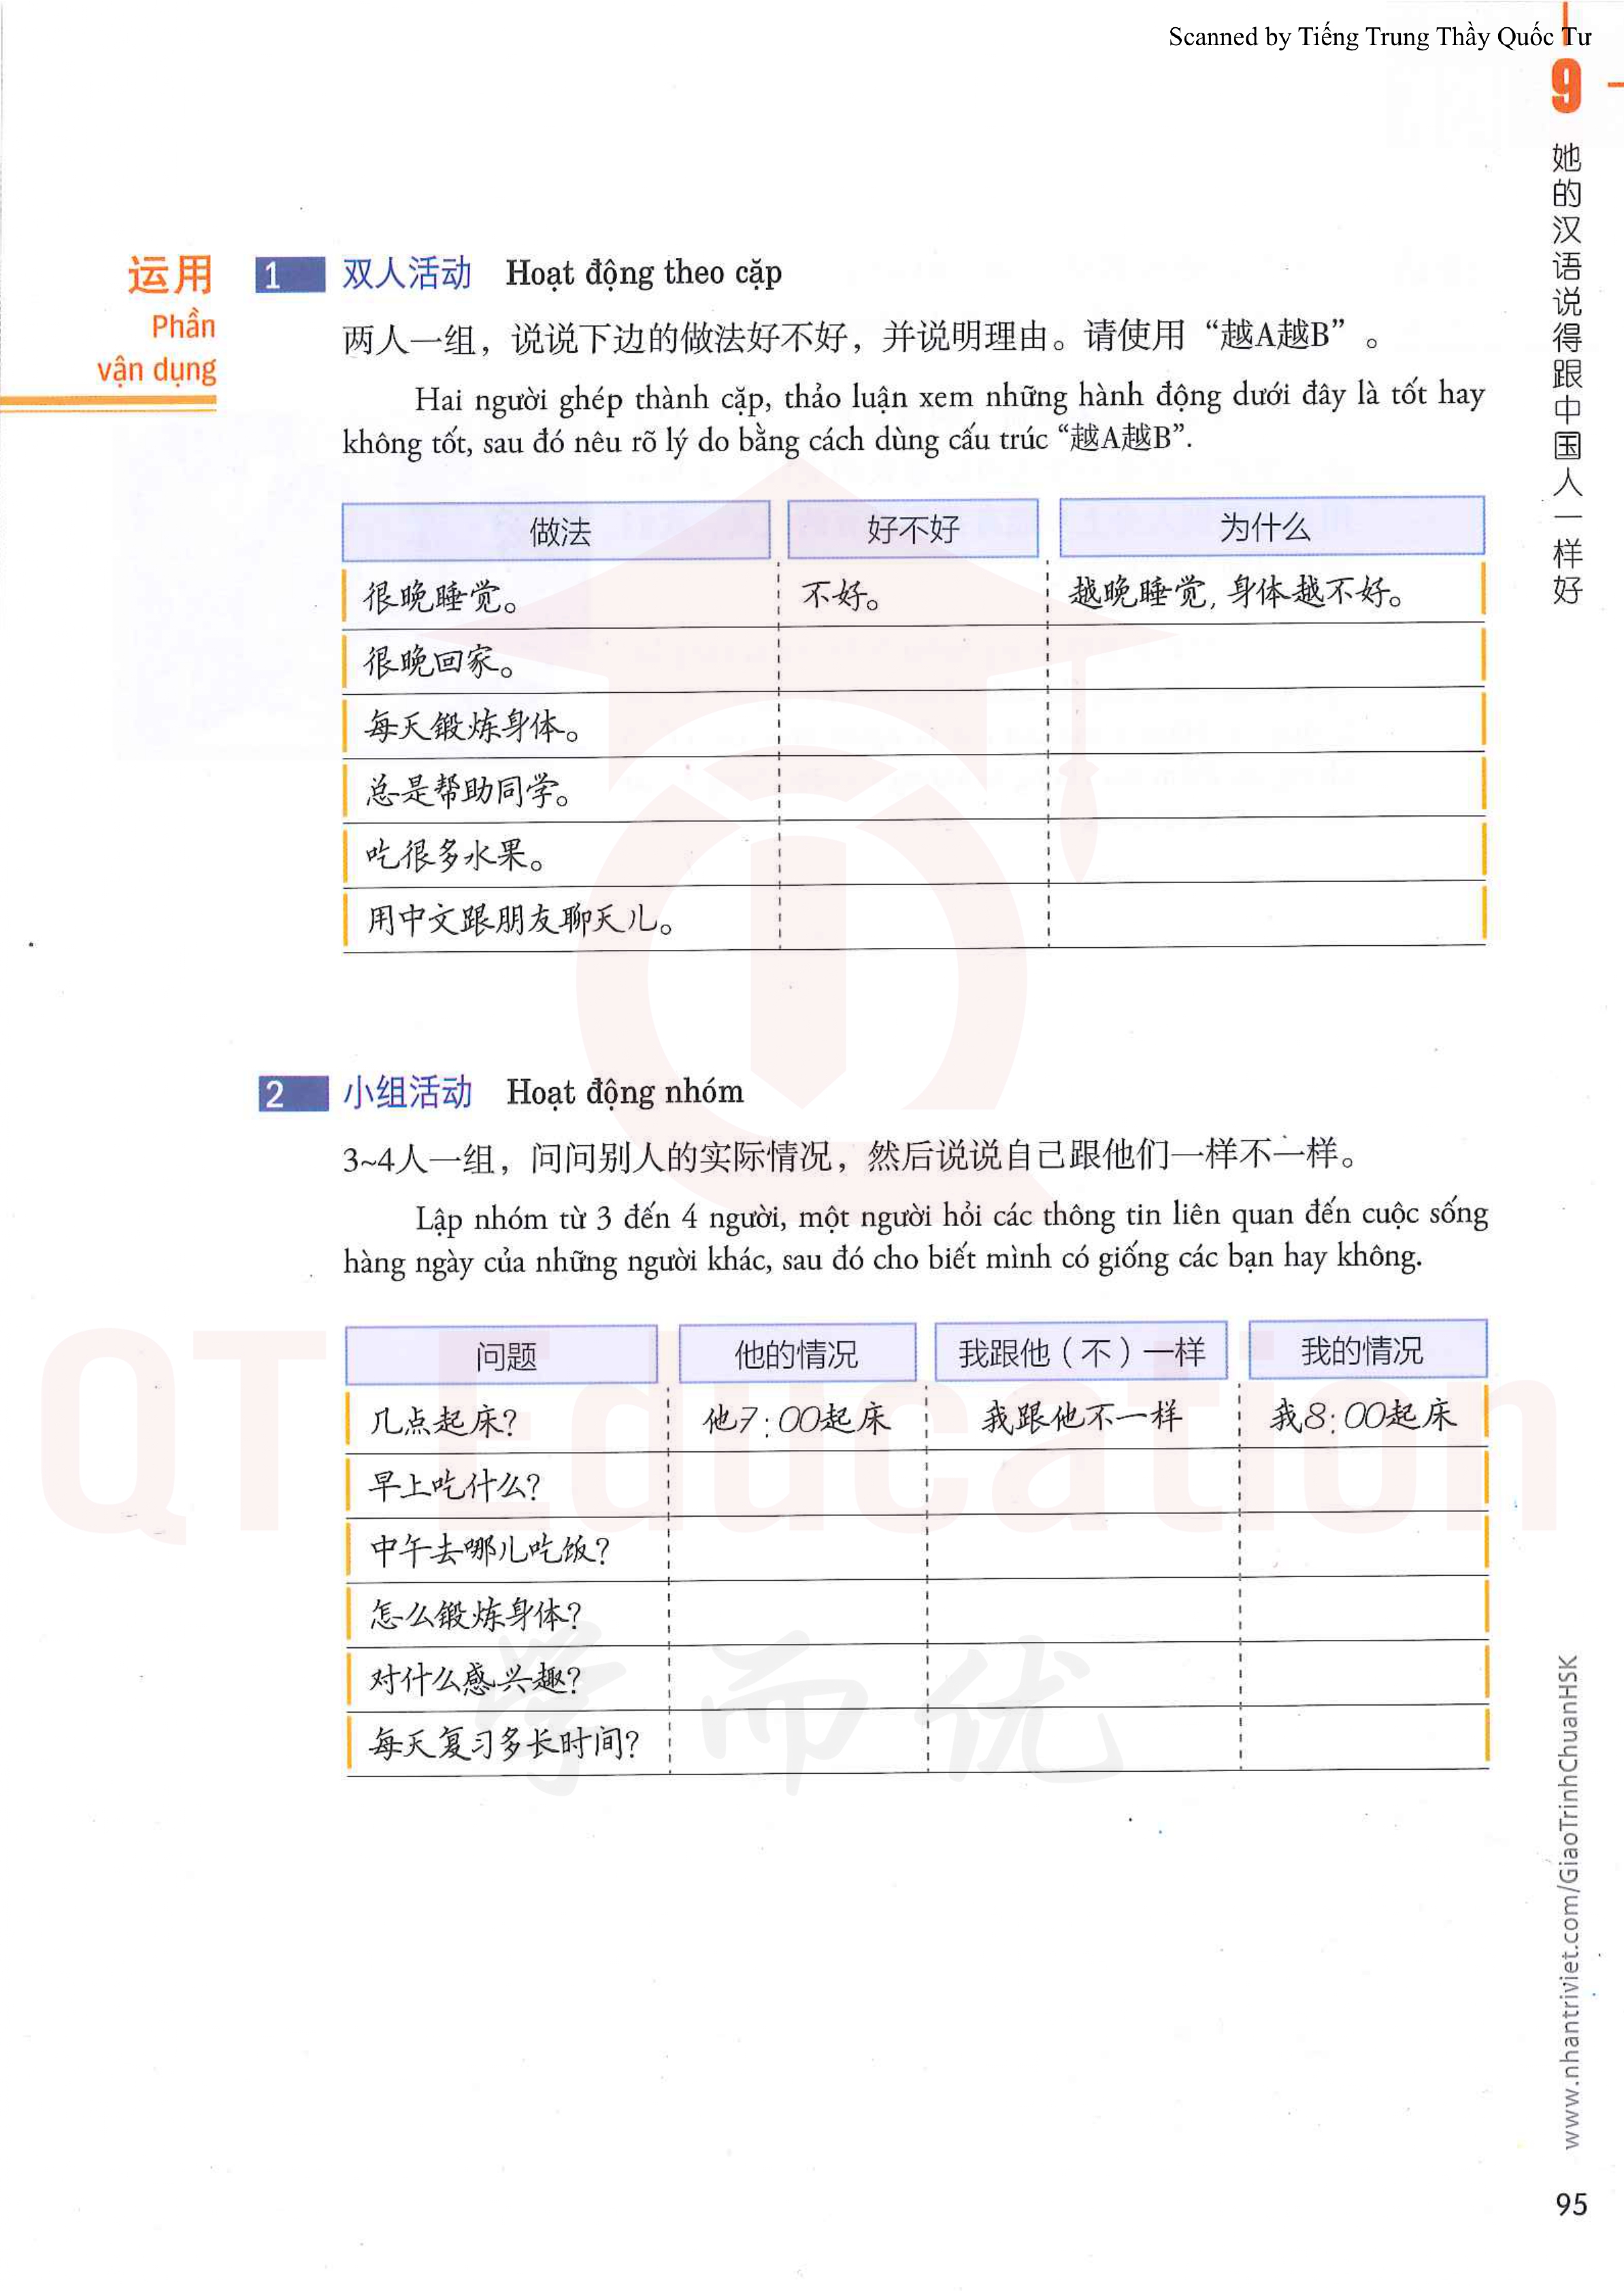 Scanned by Tiếng Trung Thầy Quốc Tư
9
她的汉语说得跟中国人一样好
运用
Phần
vận dụng
1 双人活动 Hoạt động theo cặp
两人一组，说说下边的做法好不好，并说明理由。请使用“越A越B”。
Hai người ghép thành cặp, thảo luận xem những hành động dưới đây là tốt hay
không tốt, sau đó nêu rõ lý do bằng cách dùng cấu trúc “越A越B”.
做法 好不好 为什么
很晚睡觉。 不好。 越晚睡觉, 身体越不好。
很晚回家。
每天锻炼身体。
总是帮助同学。
吃很多水果。
用中文跟朋友聊天儿。
2 小组活动 Hoạt động nhóm
3~4人一组，问问别人的实际情况，然后说说自己跟他们一样不一样。
Lập nhóm từ 3 đến 4 người, một người hỏi các thông tin liên quan đến cuộc sống
hàng ngày của những người khác, sau đó cho biết mình có giống các bạn hay không.
问题 他的情况 我跟他（不）一样 我的情况
几点起床? 他7:00起床 我跟他不一样 我8:00起床
早上吃什么?
中午去哪儿吃饭?
怎么锻炼身体?
对什么感兴趣?
每天复习多长时间?
QT Education
学而优
www.nhantriviet.com/GiaoTrinhChuanHSK
95